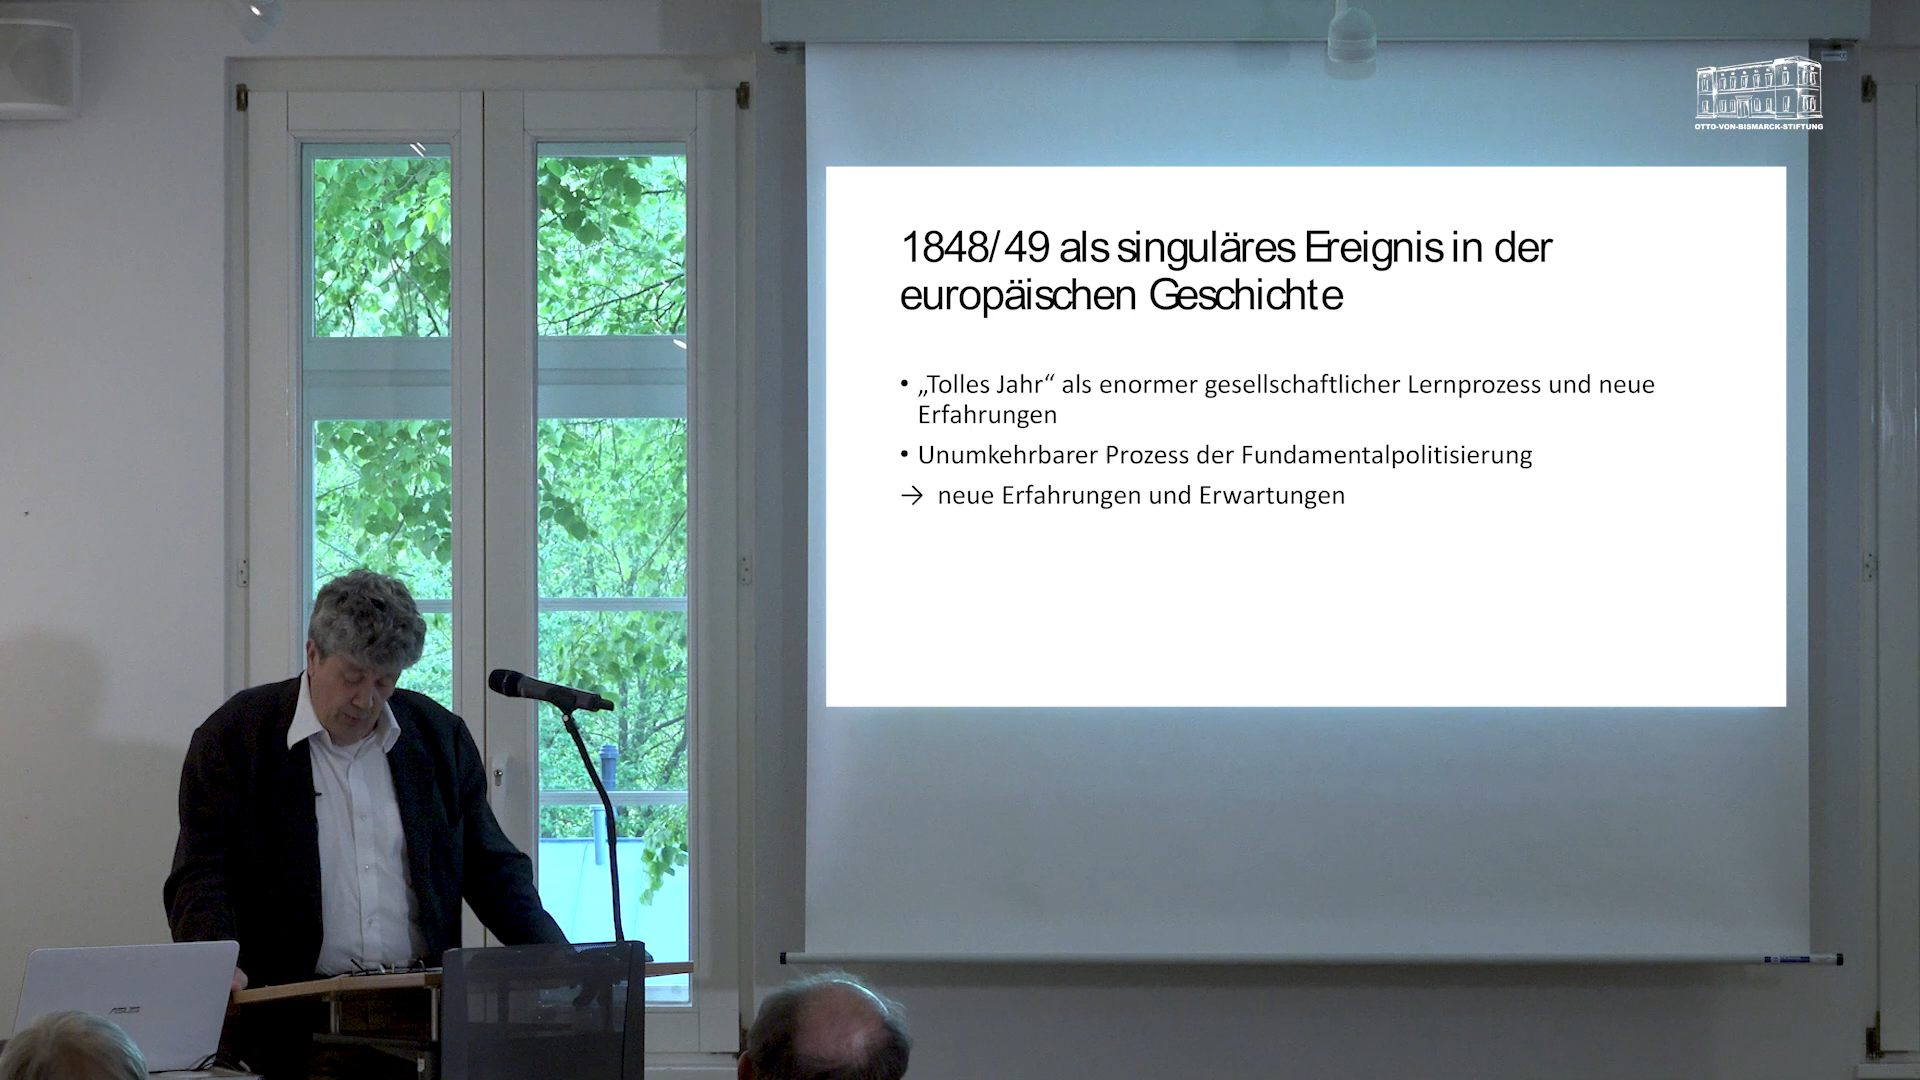 OTTO-VON-BISMARCK-STIFTUNG
1848/49 als singuläres Ereignis in der
europäischen Geschichte
• „Tolles Jahr“ als enormer gesellschaftlicher Lernprozess und neue
Erfahrungen
• Unumkehrbarer Prozess der Fundamentalpolitisierung
→ neue Erfahrungen und Erwartungen